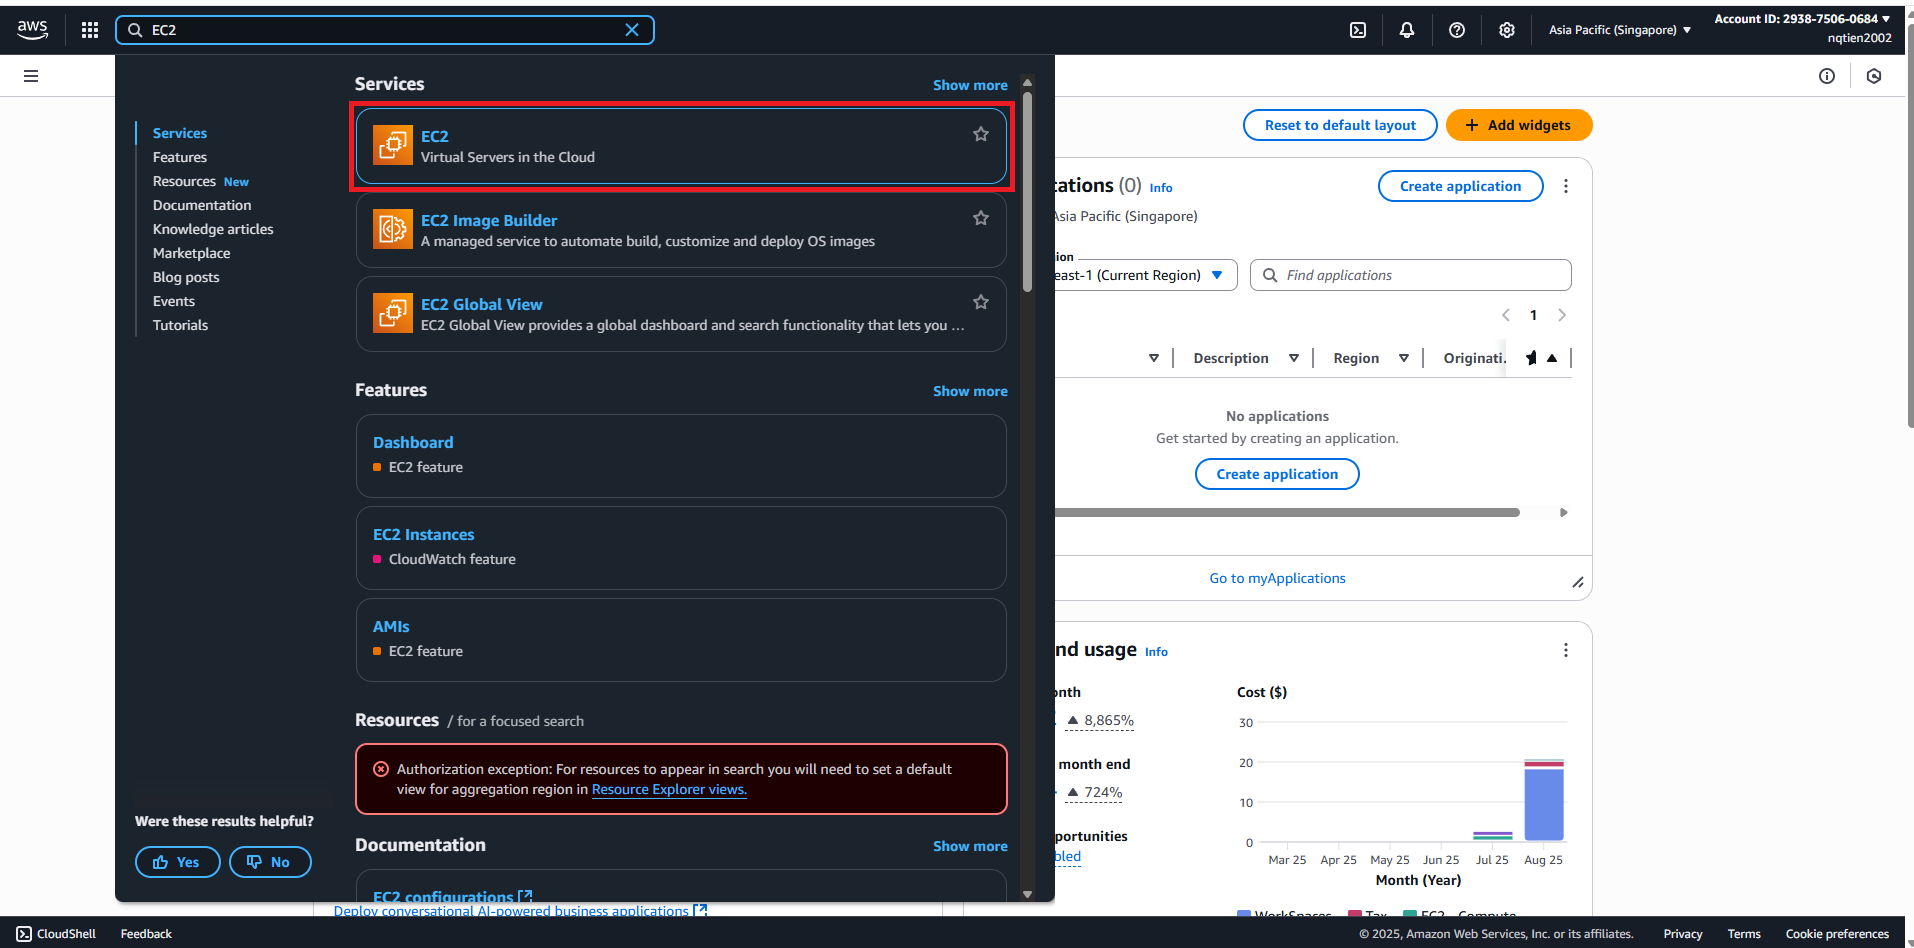 aws
EC2
Asia Pacific (Singapore)
Account ID: 2938-7506-0684
nqtien2002
Services
Features
Resources New
Documentation
Knowledge articles
Marketplace
Blog posts
Events
Tutorials
Were these results helpful?
Yes
No
Services
Show more
EC2
Virtual Servers in the Cloud
EC2 Image Builder
A managed service to automate build, customize and deploy OS images
EC2 Global View
EC2 Global View provides a global dashboard and search functionality that lets you ...
Features
Show more
Dashboard
EC2 feature
EC2 Instances
CloudWatch feature
AMIs
EC2 feature
Resources / for a focused search
Authorization exception: For resources to appear in search you will need to set a default
view for aggregation region in Resource Explorer views.
Documentation
Show more
EC2 configurations
Deploy conversational AI-powered business applications
Reset to default layout
+ Add widgets
cations (0) Info
Create application
Asia Pacific (Singapore)
ion
east-1 (Current Region)
Find applications
1
Description
Region
Originati.
No applications
Get started by creating an application.
Create application
Go to myApplications
nd usage Info
onth
8,865%
month end
724%
portunities
bled
Cost ($)
30
20
10
0
Mar 25 Apr 25 May 25 Jun 25 Jul 25 Aug 25
Month (Year)
WorkSpaces Tax EC2 - Compute
CloudShell
Feedback
© 2025, Amazon Web Services, Inc. or its affiliates.
Privacy
Terms
Cookie preferences